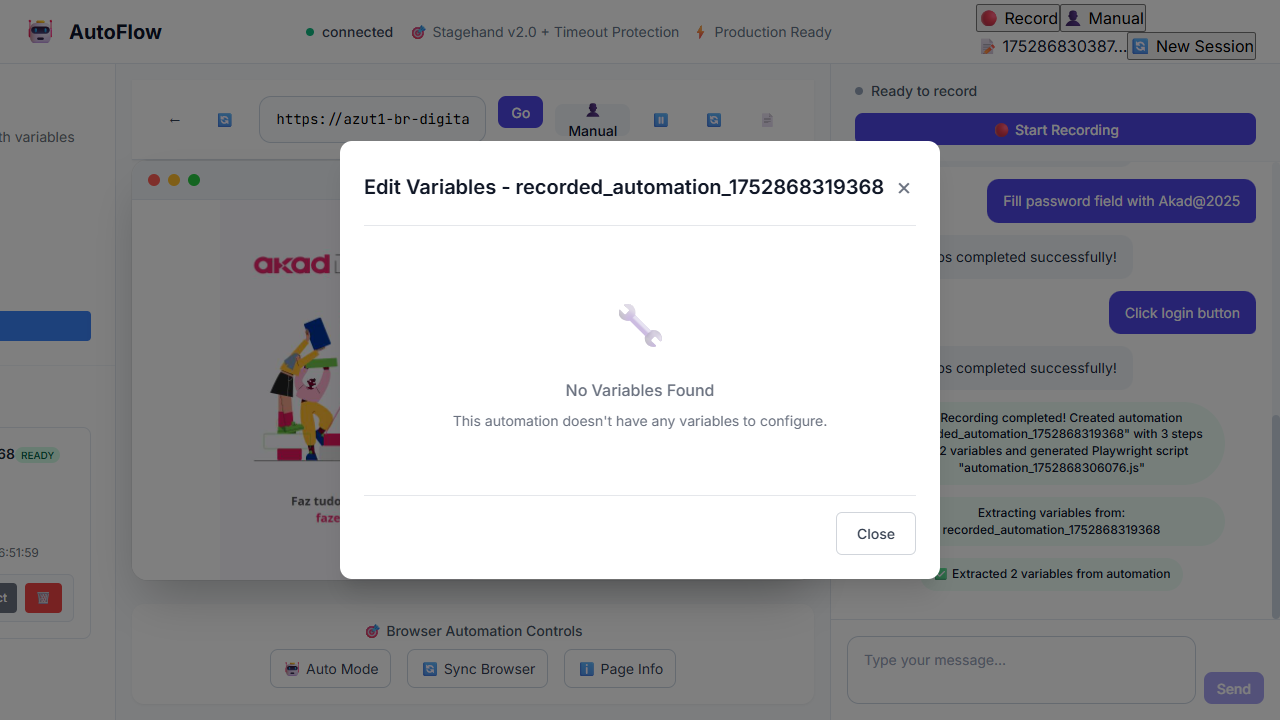 AutoFlow
connected
Stagehand v2.0 + Timeout Protection
Production Ready
Record
Manual
175286830387...
New Session
th variables
68 READY
6:51:59
ct
←
https://azut1-br-digita
Go
Manual
akad
Faz tudo
faze
Browser Automation Controls
Auto Mode
Sync Browser
Page Info
Edit Variables - recorded_automation_1752868319368
×
No Variables Found
This automation doesn't have any variables to configure.
Close
Ready to record
Start Recording
Fill password field with Akad@2025
ps completed successfully!
Click login button
ps completed successfully!
Recording completed! Created automation
ded_automation_1752868319368" with 3 steps
2 variables and generated Playwright script
"automation_1752868306076.js"
Extracting variables from:
recorded_automation_1752868319368
Extracted 2 variables from automation
Type your message...
Send